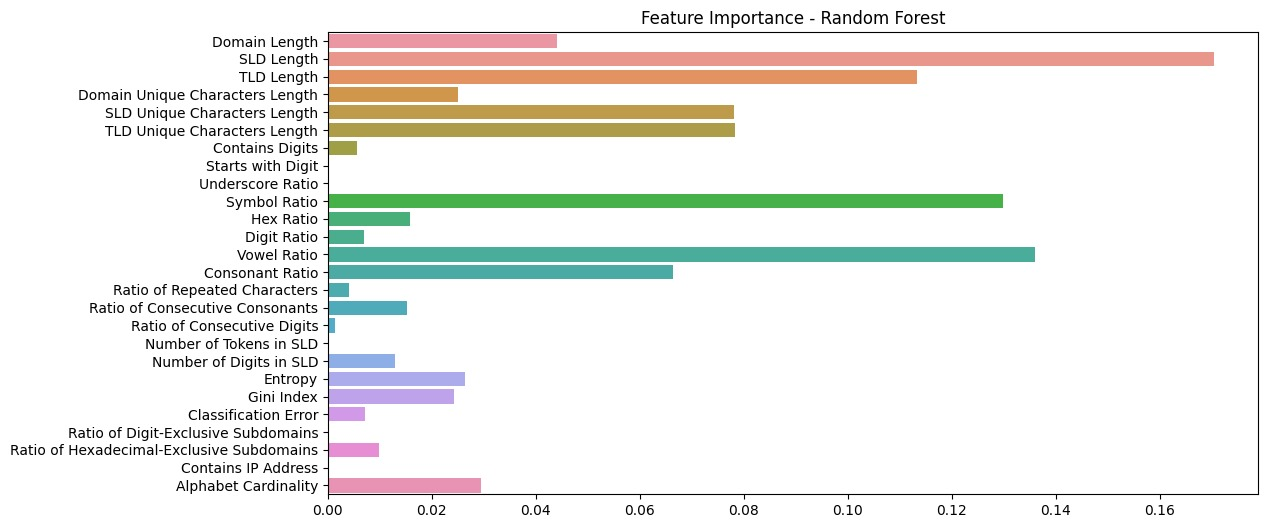 Feature Importance - Random Forest
Domain Length
SLD Length
TLD Length
Domain Unique Characters Length
SLD Unique Characters Length
TLD Unique Characters Length
Contains Digits
Starts with Digit
Underscore Ratio
Symbol Ratio
Hex Ratio
Digit Ratio
Vowel Ratio
Consonant Ratio
Ratio of Repeated Characters
Ratio of Consecutive Consonants
Ratio of Consecutive Digits
Number of Tokens in SLD
Number of Digits in SLD
Entropy
Gini Index
Classification Error
Ratio of Digit-Exclusive Subdomains
Ratio of Hexadecimal-Exclusive Subdomains
Contains IP Address
Alphabet Cardinality
0.00 0.02 0.04 0.06 0.08 0.10 0.12 0.14 0.16